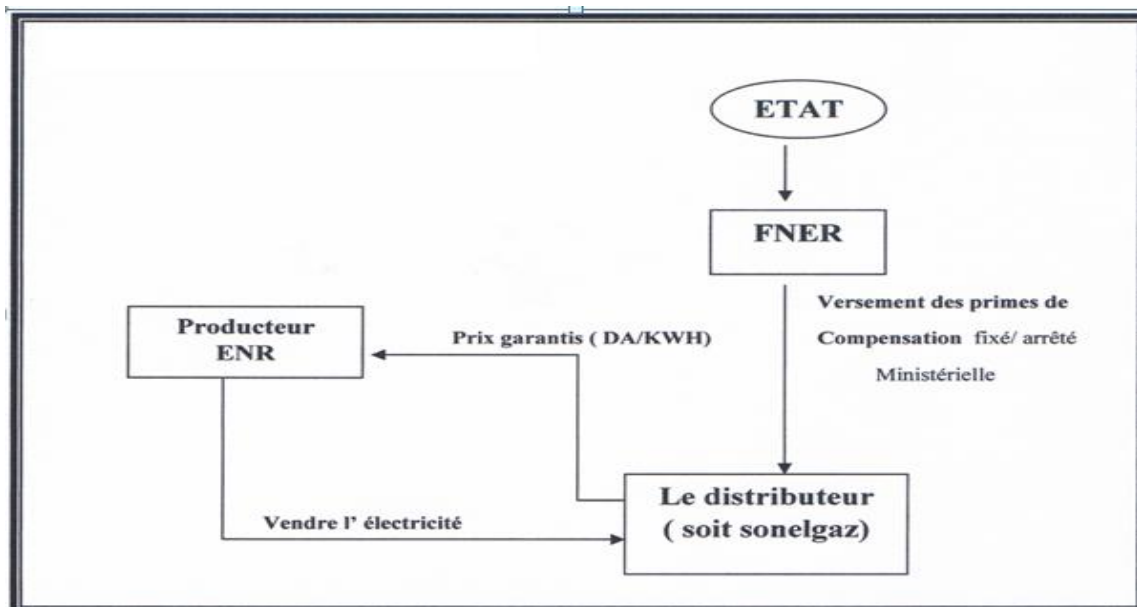 ETAT
FNER
Versement des primes de
Compensation fixé/ arrêté
Ministérielle
Producteur
ENR
Prix garantis ( DA/KWH)
Le distributeur
( soit sonelgaz)
Vendre l' électricité